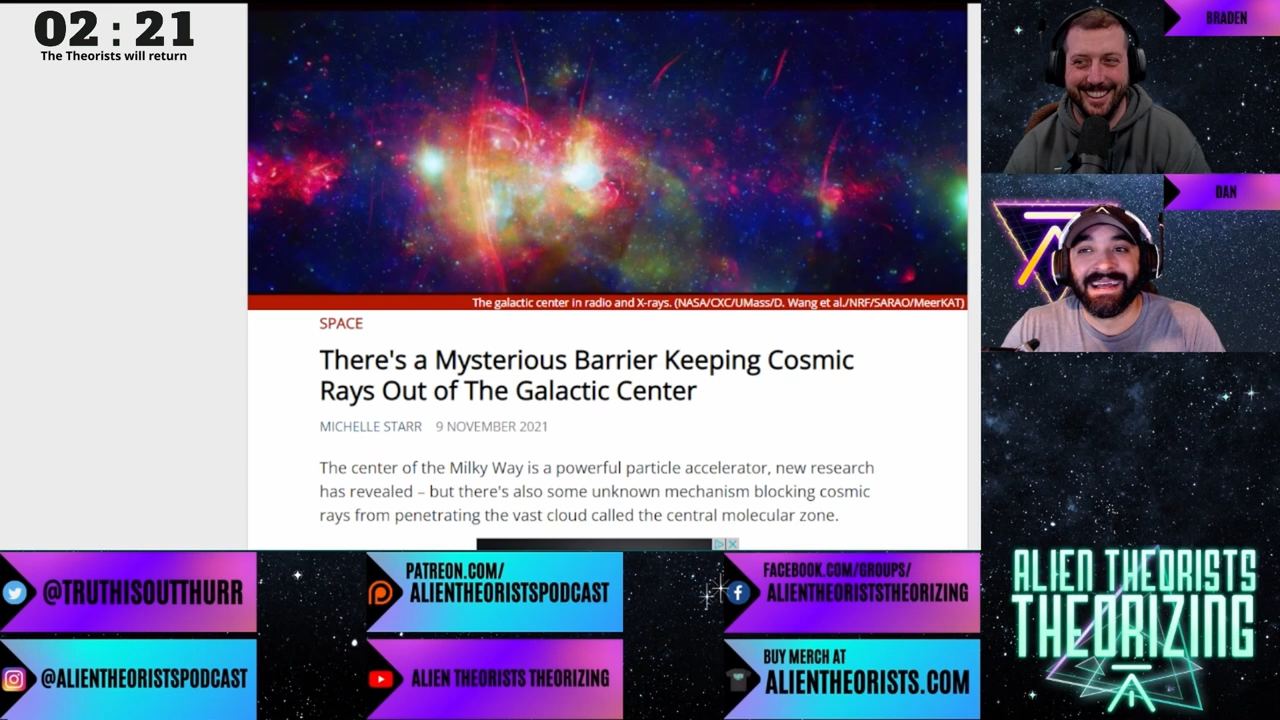 02 : 21
The Theorists will return
The galactic center in radio and X-rays. (NASA/CXC/UMass/D. Wang et al./NRF/SARAO/MeerKAT)
SPACE
There's a Mysterious Barrier Keeping Cosmic
Rays Out of The Galactic Center
MICHELLE STARR 9 NOVEMBER 2021
The center of the Milky Way is a powerful particle accelerator, new research
has revealed – but there's also some unknown mechanism blocking cosmic
rays from penetrating the vast cloud called the central molecular zone.
BRADEN
DAN
@TRUTHISOUTTHURR
PATREON.COM/
ALIENTHEORISTSPODCAST
FACEBOOK.COM/GROUPS/
ALIENTHEORISTSTHEORIZING
@ALIENTHEORISTSPODCAST
ALIEN THEORISTS THEORIZING
BUY MERCH AT
ALIENTHEORISTS.COM
ALIEN THEORISTS
THEORIZING